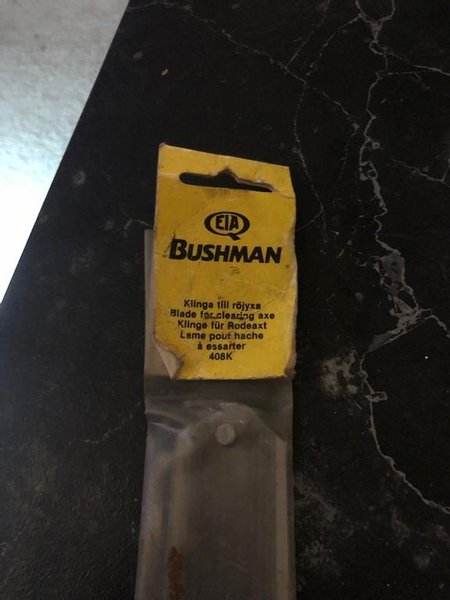 EIA
BUSHMAN
Klinga till röjyxa
Blade for clearing axe
Klinge für Rodeaxt
Lame pour hache
à essarter
408K